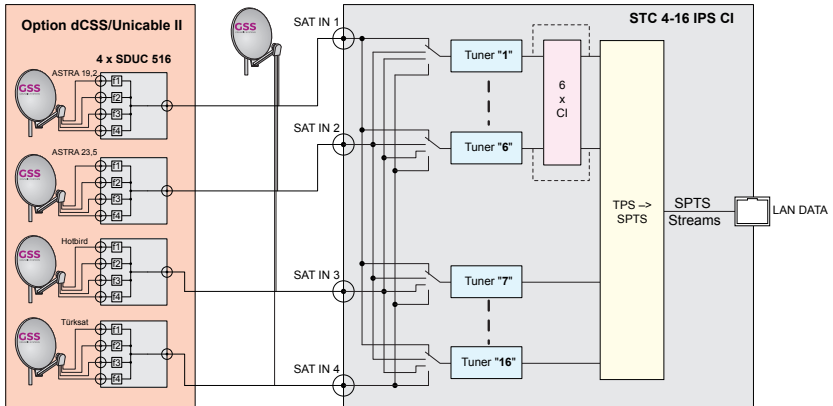 Option dCSS/Unicable II
4 x SDUC 516
ASTRA 19,2
GSS
f1
f2
f3
f4
ASTRA 23,5
GSS
f1
f2
f3
f4
Hotbird
GSS
f1
f2
f3
f4
Türksat
GSS
f1
f2
f3
f4
GSS
SAT IN 1
SAT IN 2
SAT IN 3
SAT IN 4
STC 4-16 IPS CI
Tuner "1"
Tuner "6"
Tuner "7"
Tuner "16"
6
x
CI
TPS –>
SPTS
SPTS
Streams
LAN DATA